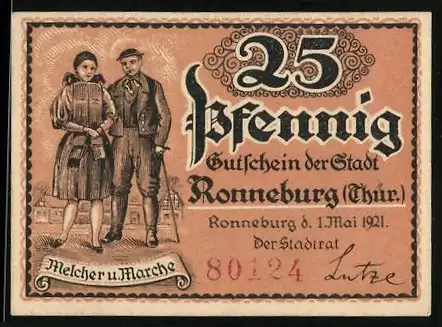 25
Pfennig
Gutschein der Stadt
Ronneburg (Thür.)
Ronneburg d. 1. Mai 1921.
Der Stadtrat
80124 Lutze
Melcher u. Marche